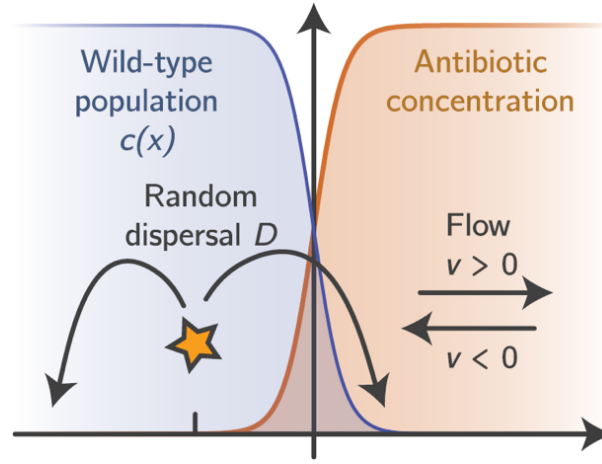 Wild-type
population
c(x)
Antibiotic
concentration
Random
dispersal D
Flow
v > 0
v < 0